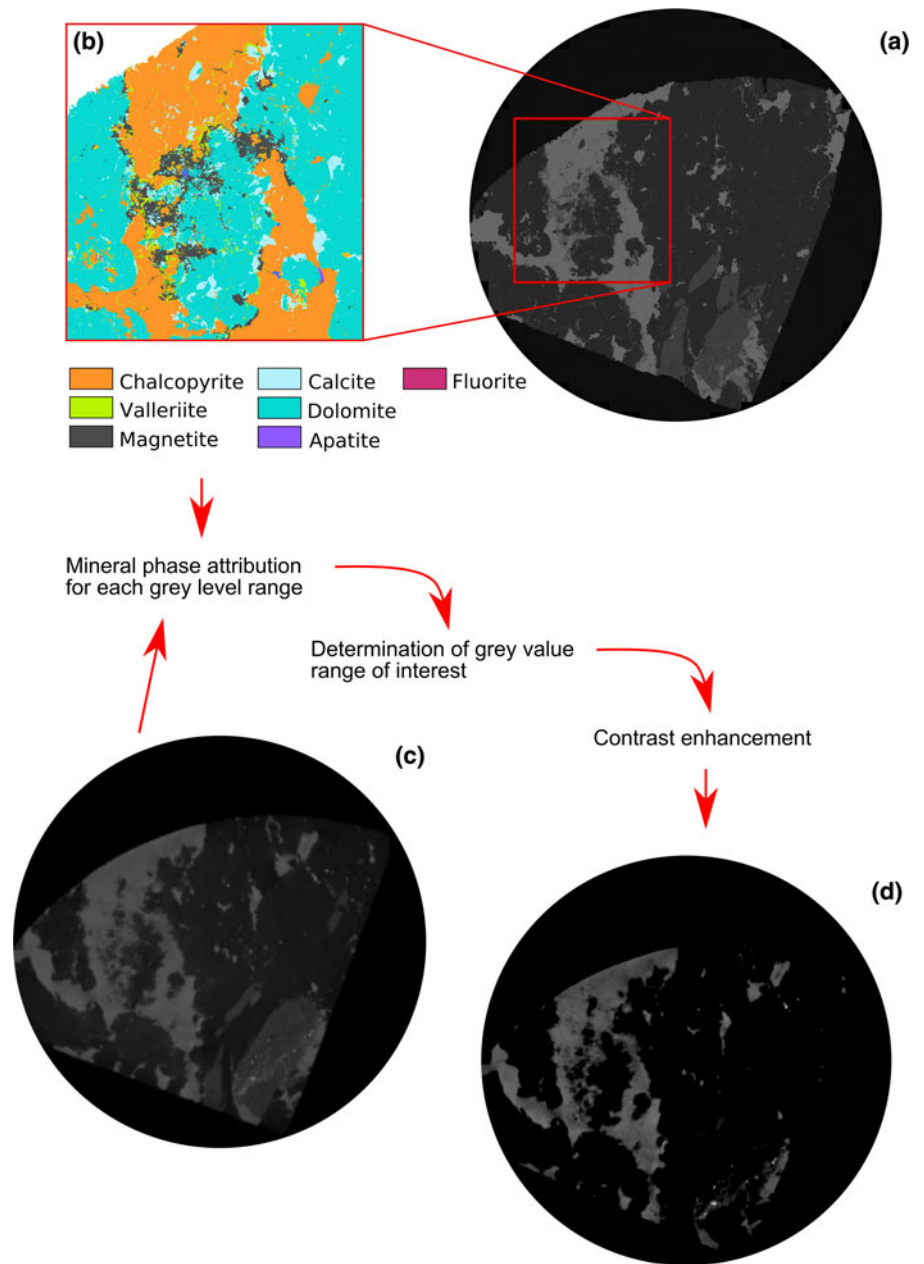 (b)
(a)
Chalcopyrite
Calcite
Fluorite
Valleriite
Dolomite
Magnetite
Apatite
Mineral phase attribution
for each grey level range
Determination of grey value
range of interest
Contrast enhancement
(c)
(d)